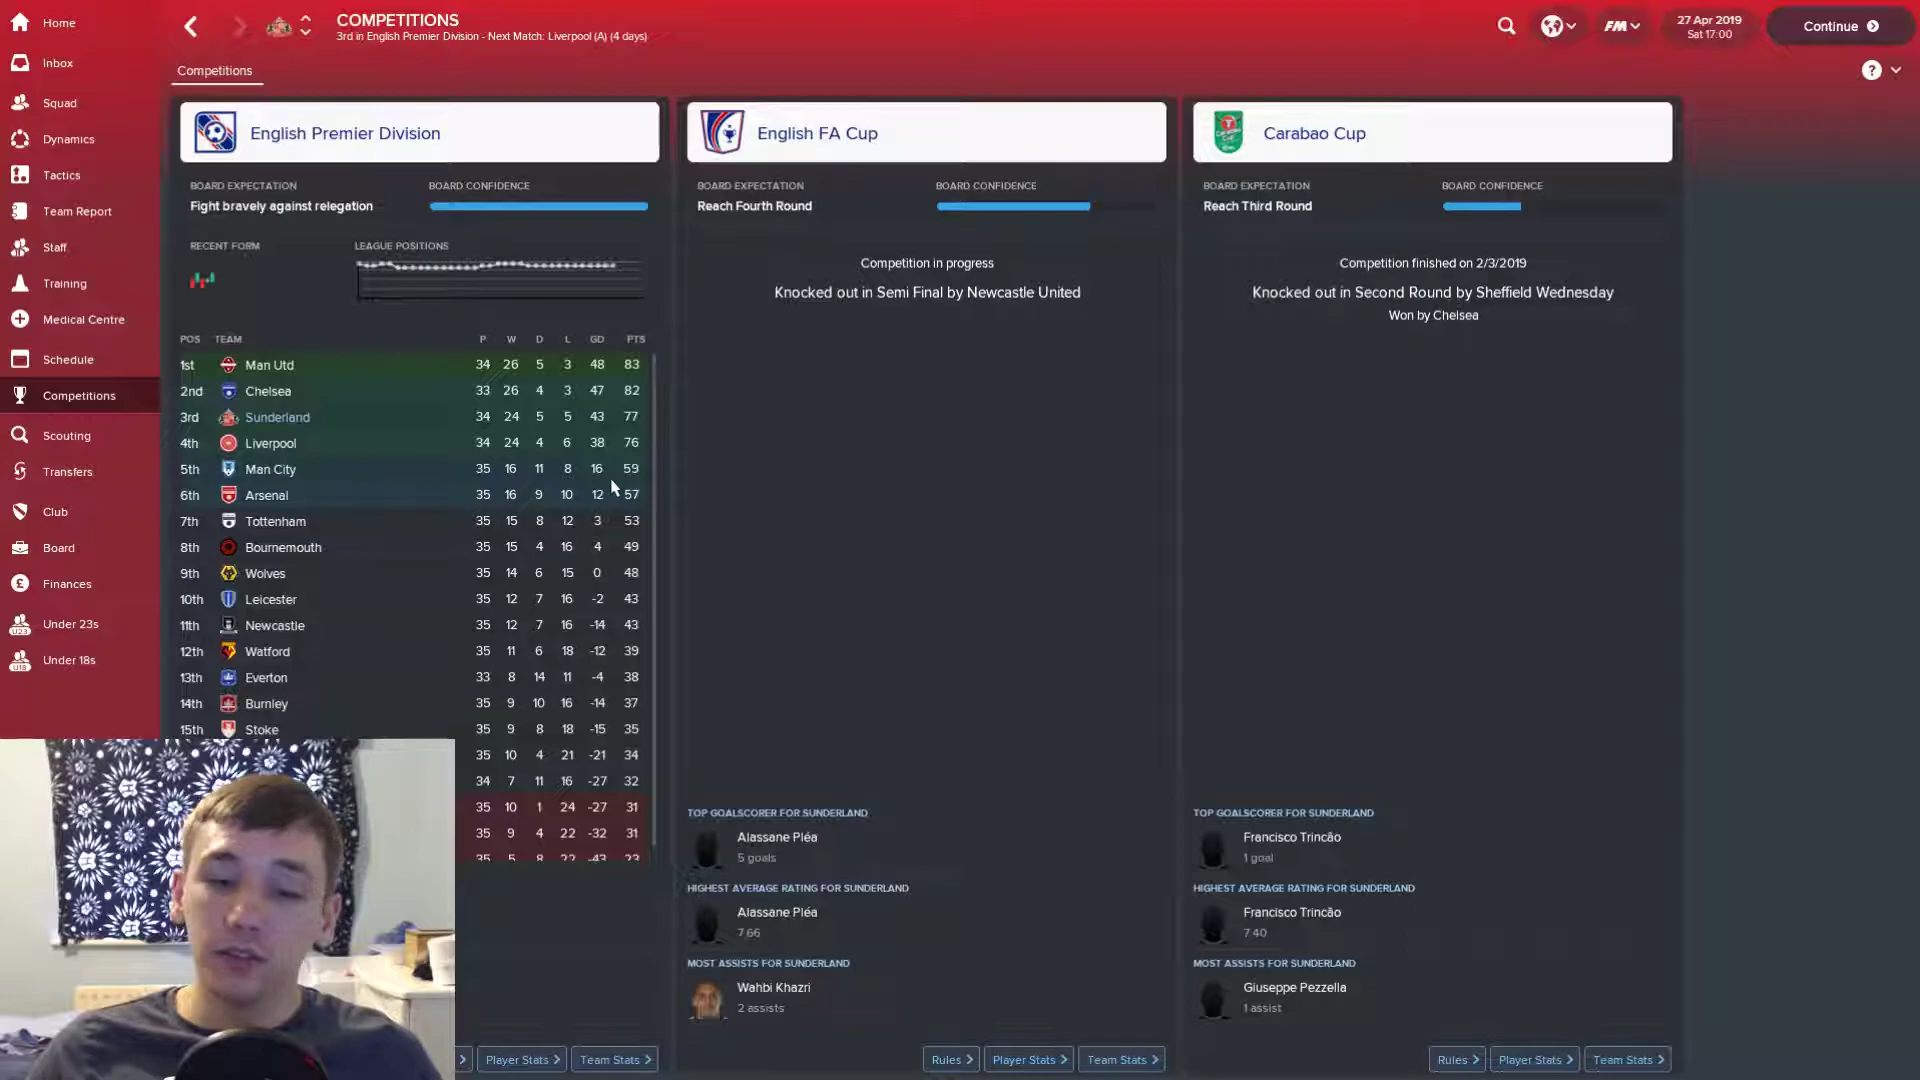 Home
Inbox
Squad
Dynamics
Tactics
Team Report
Staff
Training
Medical Centre
Schedule
Competitions
Scouting
Transfers
Club
Board
Finances
Under 23s
Under 18s
COMPETITIONS
3rd in English Premier Division - Next Match: Liverpool (A) (4 days)
FM
27 Apr 2019
Sat 17:00
Continue
Competitions
English Premier Division
BOARD EXPECTATION BOARD CONFIDENCE
Fight bravely against relegation
RECENT FORM LEAGUE POSITIONS
POS TEAM P W D L GD PTS
1st Man Utd 34 26 5 3 48 83
2nd Chelsea 33 26 4 3 47 82
3rd Sunderland 34 24 5 5 43 77
4th Liverpool 34 24 4 6 38 76
5th Man City 35 16 11 8 16 59
6th Arsenal 35 16 9 10 12 57
7th Tottenham 35 15 8 12 3 53
8th Bournemouth 35 15 4 16 4 49
9th Wolves 35 14 6 15 0 48
10th Leicester 35 12 7 16 -2 43
11th Newcastle 35 12 7 16 -14 43
12th Watford 35 11 6 18 -12 39
13th Everton 33 8 14 11 -4 38
14th Burnley 35 9 10 16 -14 37
15th Stoke 35 9 8 18 -15 35
35 10 4 21 -21 34
34 7 11 16 -27 32
35 10 1 24 -27 31
35 9 4 22 -32 31
35 5 8 22 -43 23
Player Stats Team Stats
English FA Cup
BOARD EXPECTATION BOARD CONFIDENCE
Reach Fourth Round
Competition in progress
Knocked out in Semi Final by Newcastle United
TOP GOALSCORER FOR SUNDERLAND
Alassane Pléa
5 goals
HIGHEST AVERAGE RATING FOR SUNDERLAND
Alassane Pléa
7.66
MOST ASSISTS FOR SUNDERLAND
Wahbi Khazri
2 assists
Rules Player Stats Team Stats
Carabao Cup
BOARD EXPECTATION BOARD CONFIDENCE
Reach Third Round
Competition finished on 2/3/2019
Knocked out in Second Round by Sheffield Wednesday
Won by Chelsea
TOP GOALSCORER FOR SUNDERLAND
Francisco Trincão
1 goal
HIGHEST AVERAGE RATING FOR SUNDERLAND
Francisco Trincão
7.40
MOST ASSISTS FOR SUNDERLAND
Giuseppe Pezzella
1 assist
Rules Player Stats Team Stats